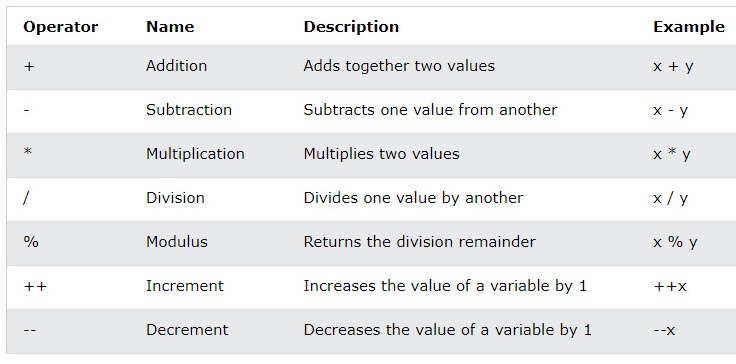 Operator Name Description Example
+ Addition Adds together two values x + y
- Subtraction Subtracts one value from another x - y
* Multiplication Multiplies two values x * y
/ Division Divides one value by another x / y
% Modulus Returns the division remainder x % y
++ Increment Increases the value of a variable by 1 ++x
-- Decrement Decreases the value of a variable by 1 --x